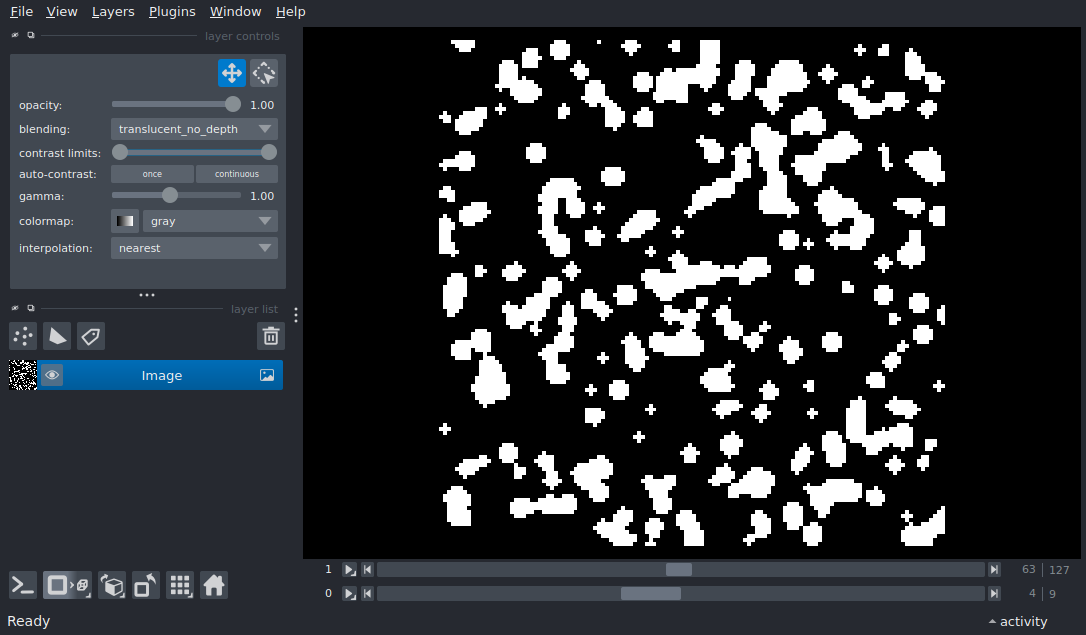 File View Layers Plugins Window Help
layer controls
opacity: 1.00
blending: translucent_no_depth
contrast limits:
auto-contrast: once continuous
gamma: 1.00
colormap: gray
interpolation: nearest
layer list
Image
1 63 127
0 4 9
Ready activity